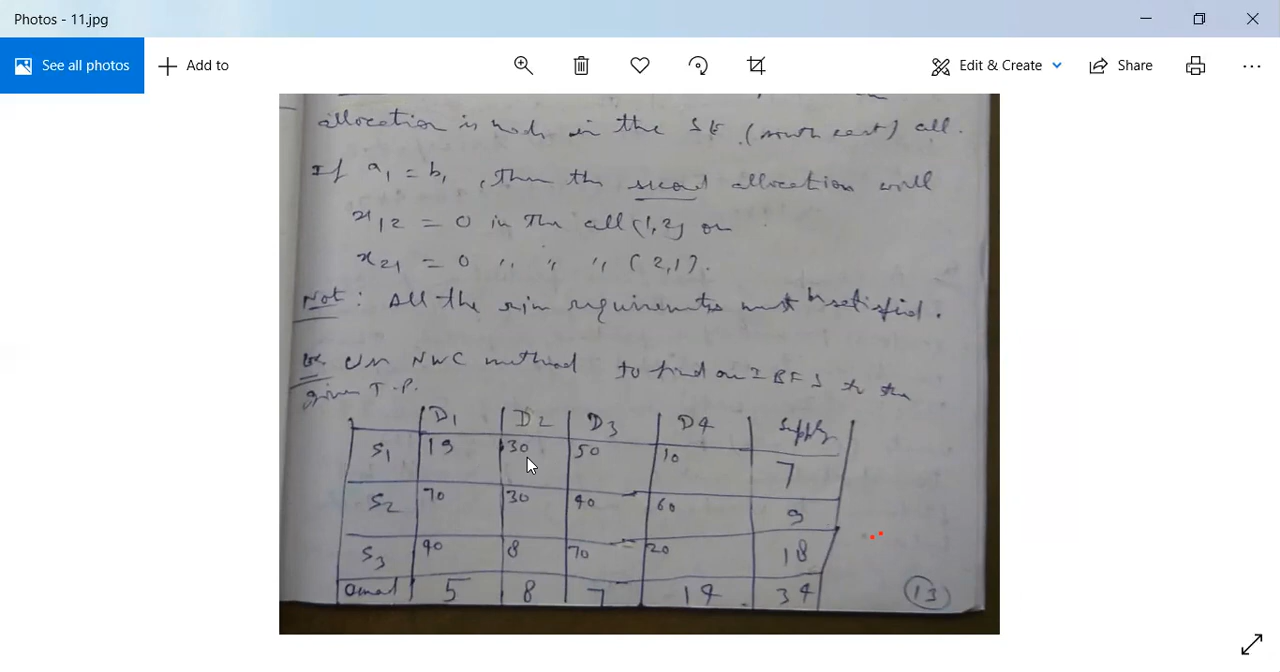 Photos - 11.jpg
See all photos
Add to
Edit & Create
Share
allocation is made in the SE (south east) cell.
If a1 = b1, then the second allocation will
x12 = 0 in the cell (1,2) or
x21 = 0 ,, ,, ,, (2,1).
Not: All the rim requirements must be satisfied.
Ex. Use NWC method to find an IBFS to the
given T.P.
D1 D2 D3 D4 Supply
S1 19 30 50 10 7
S2 70 30 40 60 9
S3 40 8 70 20 18
5 8 7 14 34
13